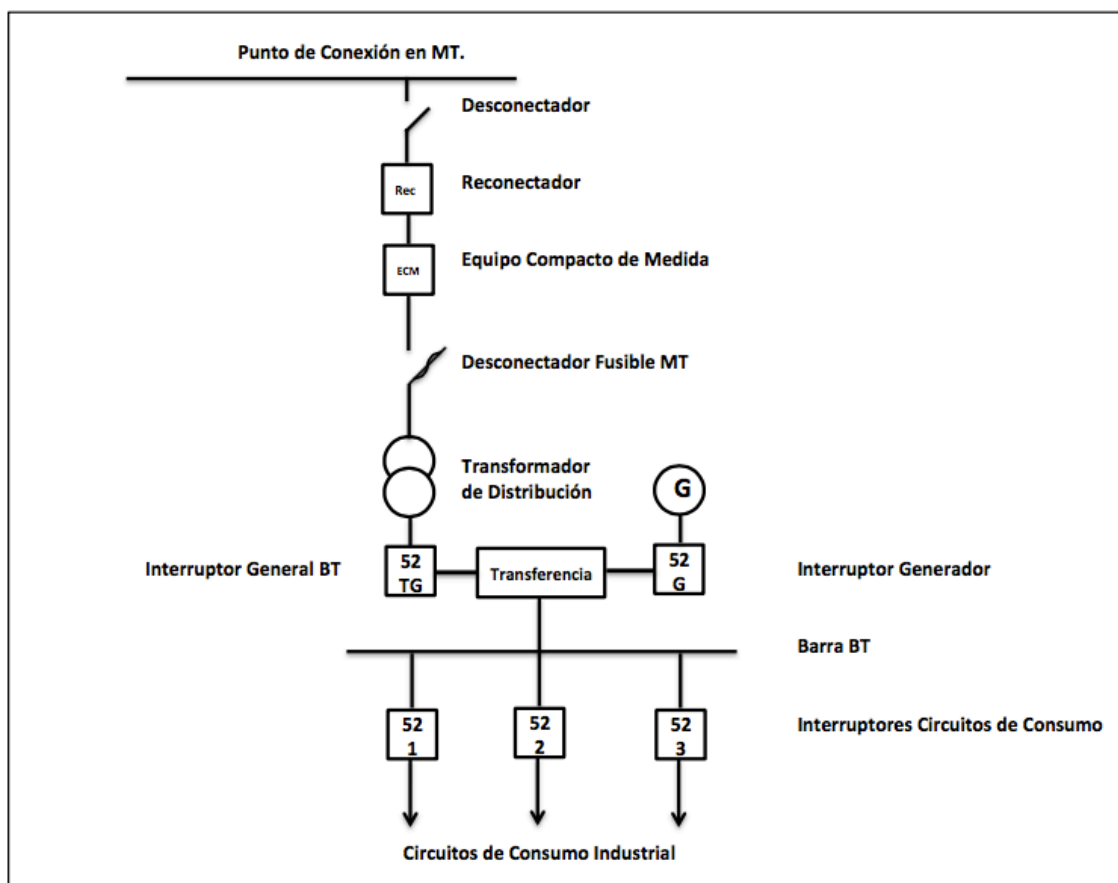 Punto de Conexión en MT.
Desconectador
Rec
Reconectador
ECM
Equipo Compacto de Medida
Desconectador Fusible MT
Transformador
de Distribución
G
Interruptor General BT
52
TG
Transferencia
52
G
Interruptor Generador
Barra BT
52
1
52
2
52
3
Interruptores Circuitos de Consumo
Circuitos de Consumo Industrial